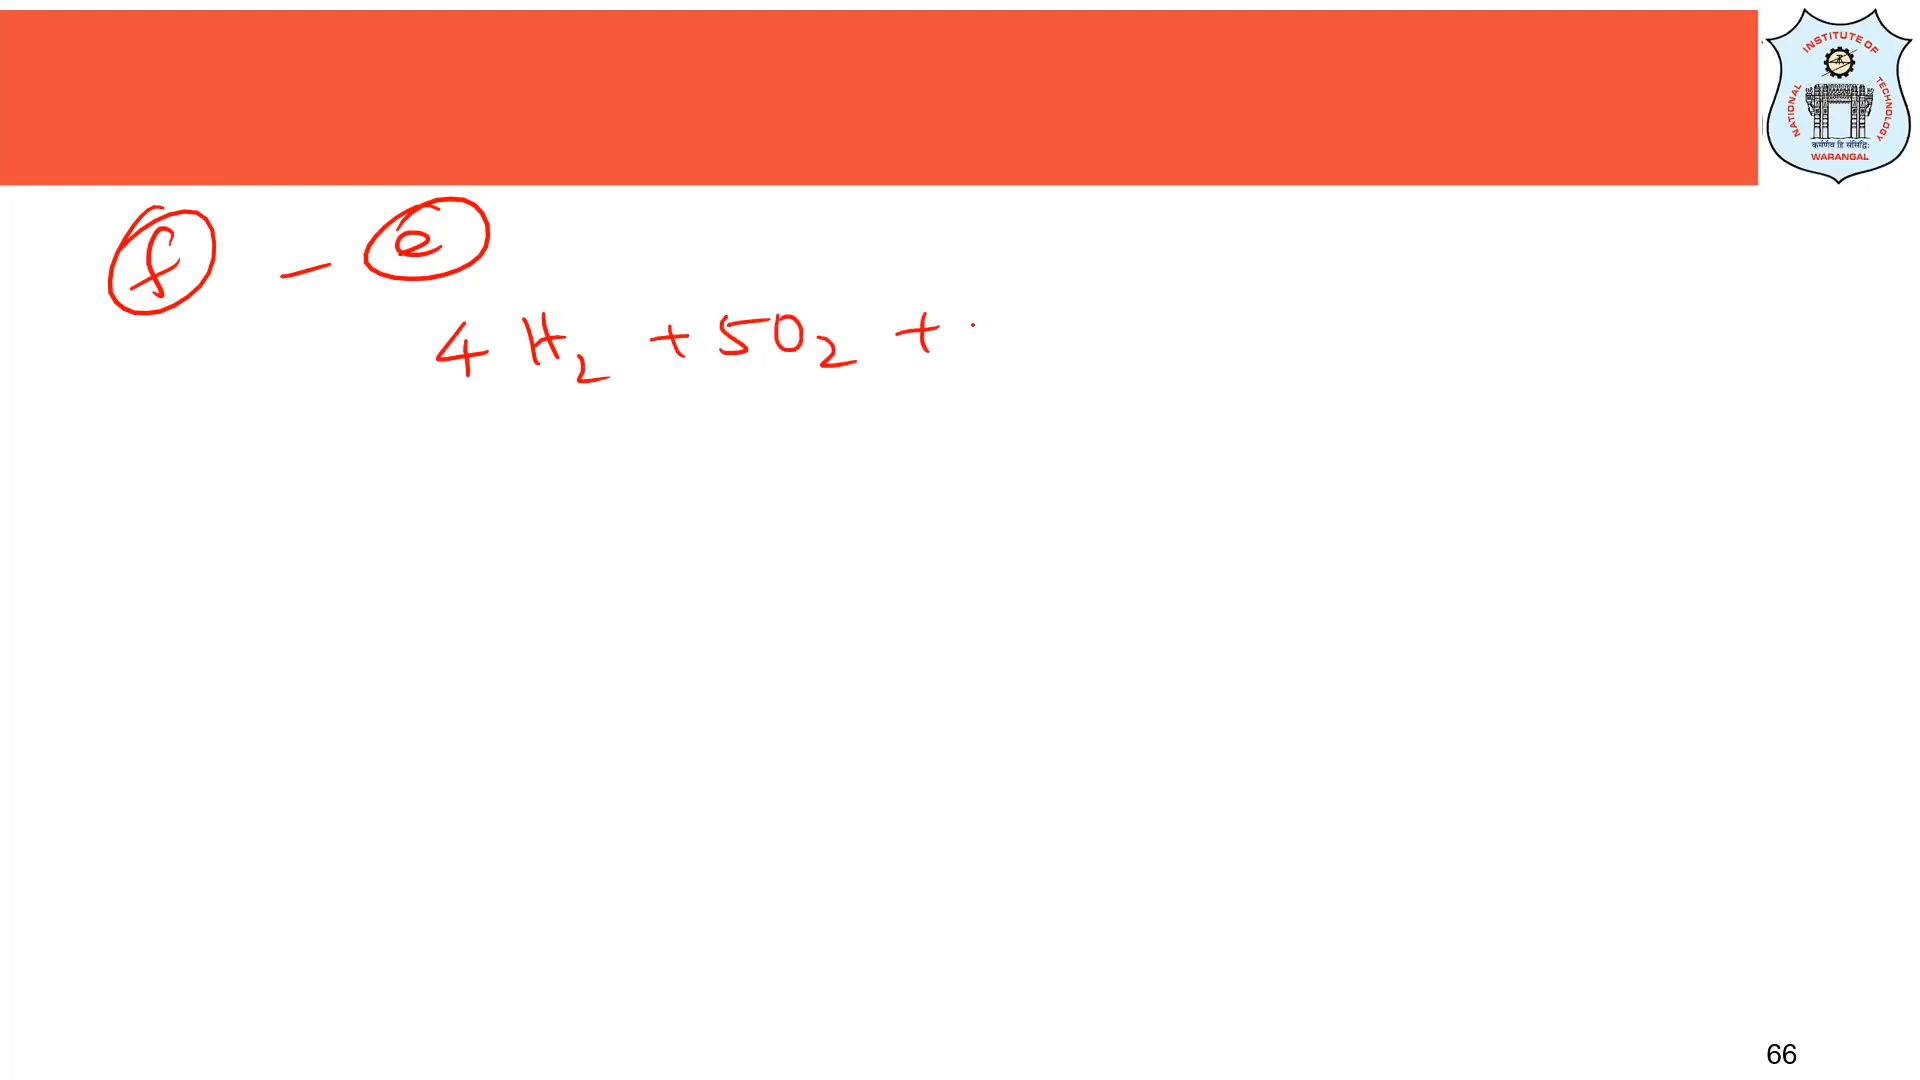 NATIONAL INSTITUTE OF TECHNOLOGY
कर्मणैव हि संसिद्धिः
WARANGAL
f - e
4 H₂ + 5O₂ + .
66